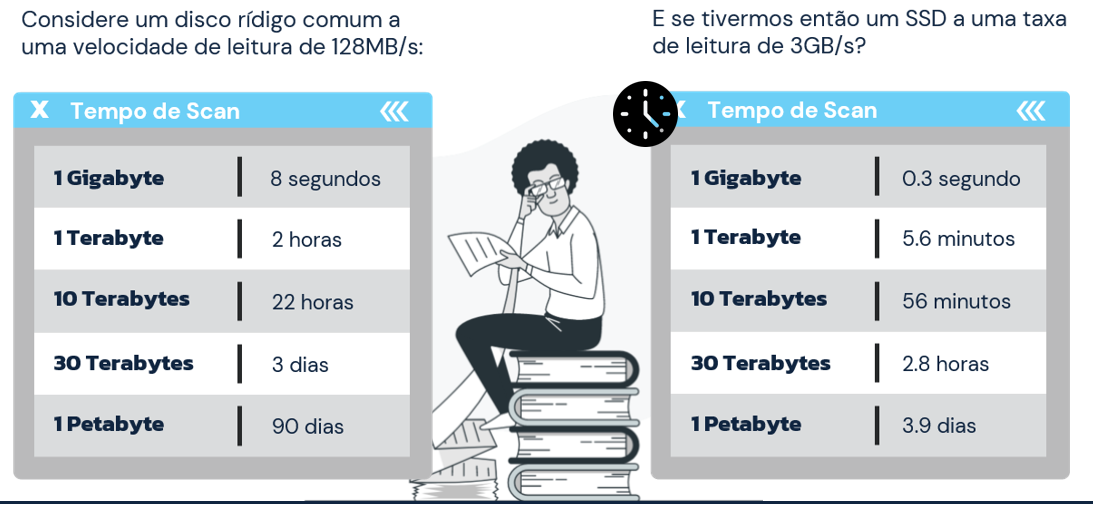 Considere um disco rídigo comum a
uma velocidade de leitura de 128MB/s:
X Tempo de Scan
1 Gigabyte | 8 segundos
1 Terabyte | 2 horas
10 Terabytes | 22 horas
30 Terabytes | 3 dias
1 Petabyte | 90 dias
E se tivermos então um SSD a uma taxa
de leitura de 3GB/s?
Tempo de Scan
1 Gigabyte | 0.3 segundo
1 Terabyte | 5.6 minutos
10 Terabytes | 56 minutos
30 Terabytes | 2.8 horas
1 Petabyte | 3.9 dias